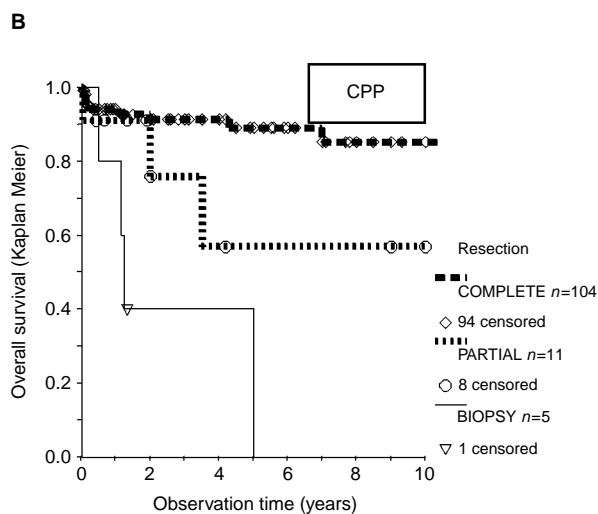 B
CPP
1.0
0.8
0.6
0.4
0.2
0.0
0
2
4
6
8
10
Overall survival (Kaplan Meier)
Observation time (years)
Resection
COMPLETE n=104
94 censored
PARTIAL n=11
8 censored
BIOPSY n=5
1 censored